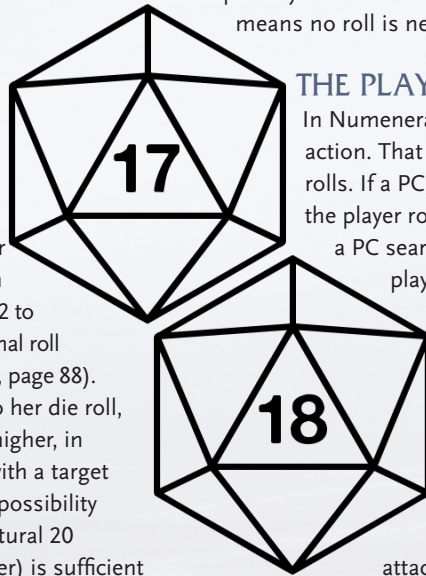 means no roll is ne
THE PLAY
In Numenera
action. That
rolls. If a PC
the player ro
a PC sear
play
17
2 to
nal roll
, page 88).
o her die roll,
higher, in
with a target
possibility
tural 20
er) is sufficient
18
attac